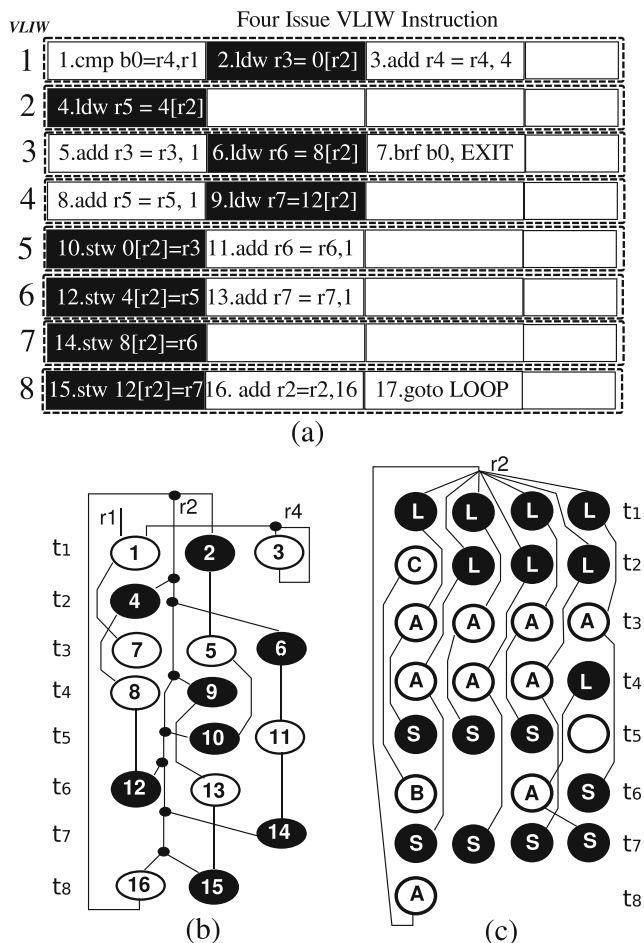 VLIW Four Issue VLIW Instruction
1 1.cmp b0=r4,r1 2.ldw r3= 0[r2] 3.add r4 = r4, 4
2 4.ldw r5 = 4[r2]
3 5.add r3 = r3, 1 6.ldw r6 = 8[r2] 7.brf b0, EXIT
4 8.add r5 = r5, 1 9.ldw r7=12[r2]
5 10.stw 0[r2]=r3 11.add r6 = r6,1
6 12.stw 4[r2]=r5 13.add r7 = r7,1
7 14.stw 8[r2]=r6
8 15.stw 12[r2]=r7 16. add r2=r2,16 17.goto LOOP
(a)
r1 r2 r4
t1 1 2 3
t2 4
t3 7 5 6
t4 8 9
t5 10 11
t6 12 13
t7 14
t8 16 15
(b)
r2
L L L L t1
C L L L t2
A A A A t3
A A A L t4
S S S t5
B A S t6
S S S S t7
A t8
(c)